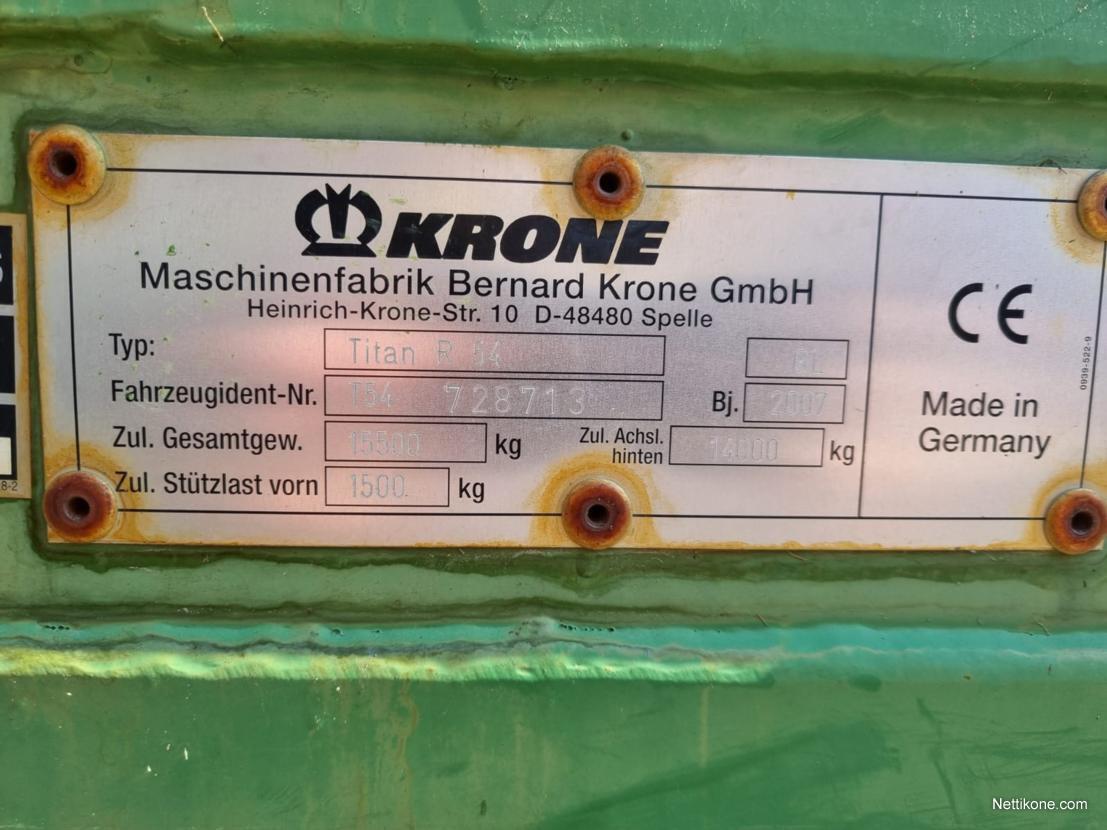 KRONE
Maschinenfabrik Bernard Krone GmbH
Heinrich-Krone-Str. 10 D-48480 Spelle
Typ: Titan R 54
Fahrzeugident-Nr. T54 728713 Bj. 2007
Zul. Gesamtgew. 15500 kg Zul. Achsl. hinten 14000 kg
Zul. Stützlast vorn 1500 kg
CE
Made in
Germany
0939-522-9
8-2
Nettikone.com